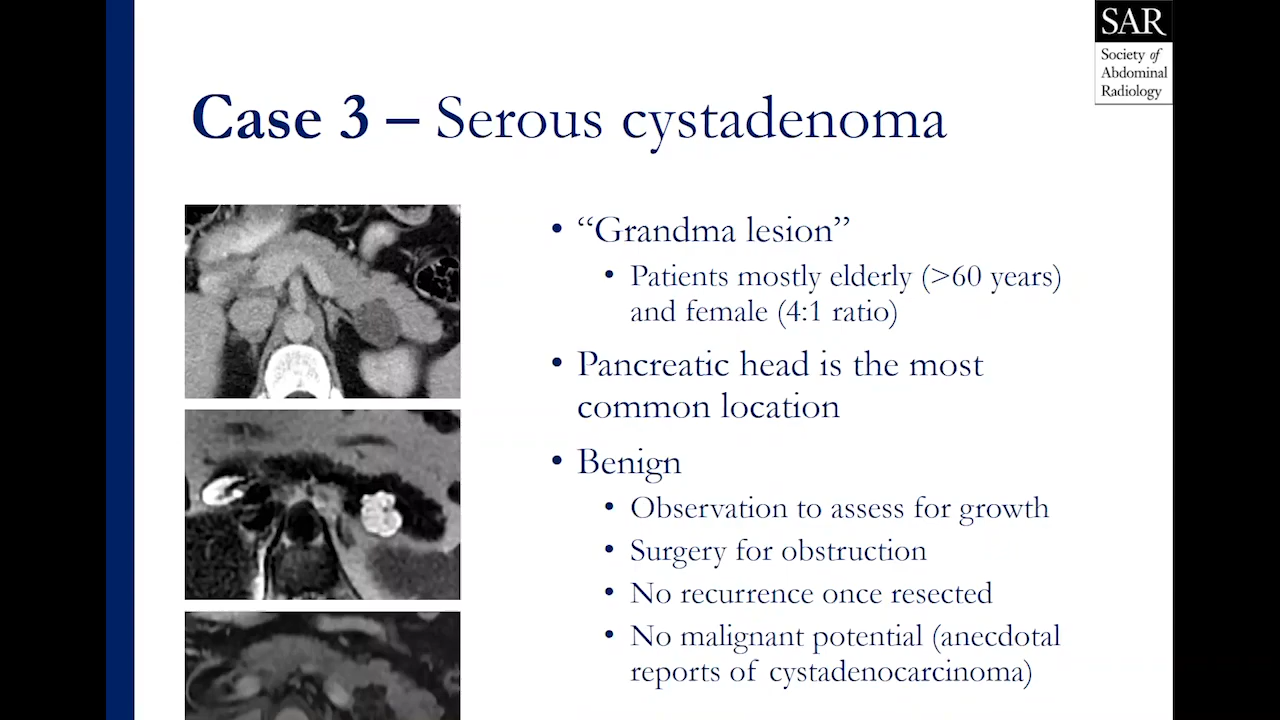 SAR
Society of
Abdominal
Radiology
Case 3 – Serous cystadenoma
• “Grandma lesion”
• Patients mostly elderly (>60 years)
and female (4:1 ratio)
• Pancreatic head is the most
common location
• Benign
• Observation to assess for growth
• Surgery for obstruction
• No recurrence once resected
• No malignant potential (anecdotal
reports of cystadenocarcinoma)